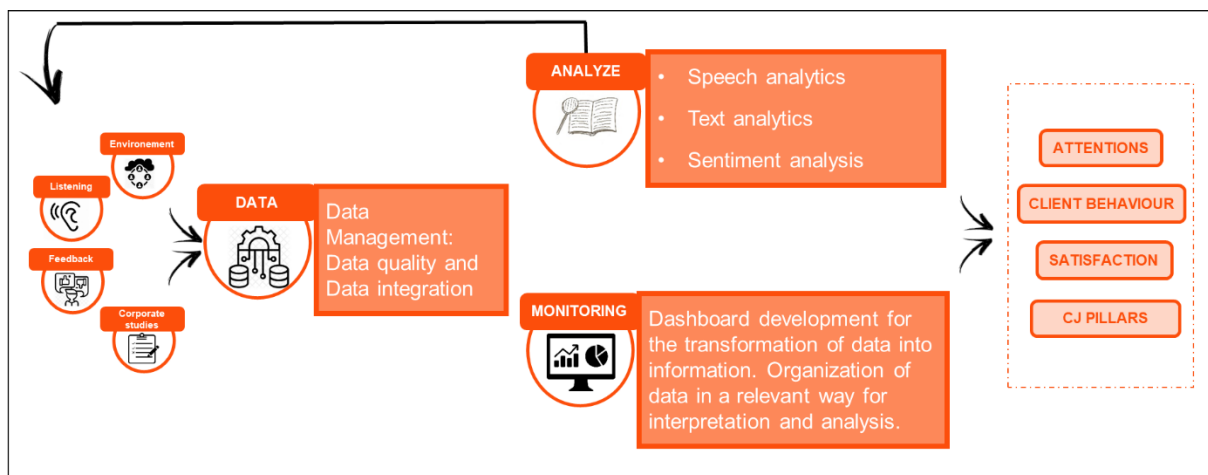 Environement
Listening
Feedback
Corporate
studies
DATA
Data
Management:
Data quality and
Data integration
ANALYZE
• Speech analytics
• Text analytics
• Sentiment analysis
MONITORING
Dashboard development for
the transformation of data into
information. Organization of
data in a relevant way for
interpretation and analysis.
ATTENTIONS
CLIENT BEHAVIOUR
SATISFACTION
CJ PILLARS